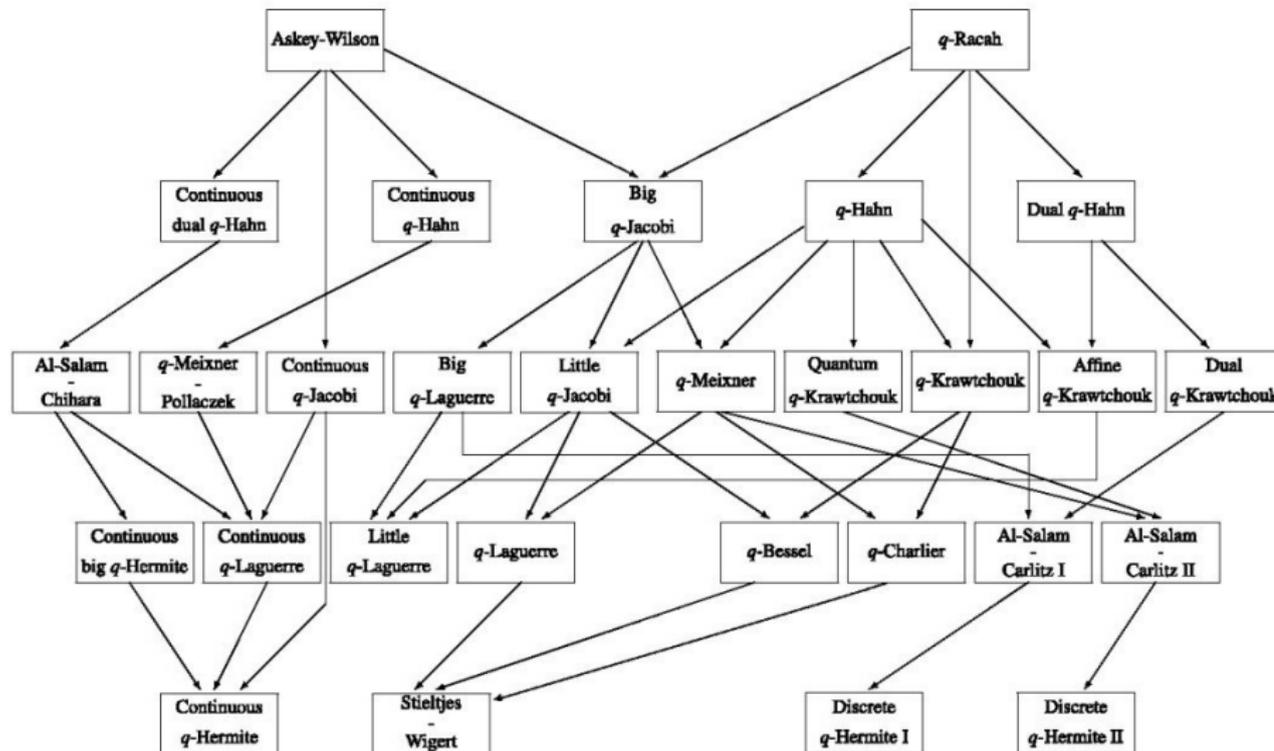 Askey-Wilson
q-Racah
Continuous
dual q-Hahn
Continuous
q-Hahn
Big
q-Jacobi
q-Hahn
Dual q-Hahn
Al-Salam
-
Chihara
q-Meixner
-
Pollaczek
Continuous
q-Jacobi
Big
q-Laguerre
Little
q-Jacobi
q-Meixner
Quantum
q-Krawtchouk
q-Krawtchouk
Affine
q-Krawtchouk
Dual
q-Krawtchouk
Continuous
big q-Hermite
Continuous
q-Laguerre
Little
q-Laguerre
q-Laguerre
q-Bessel
q-Charlier
Al-Salam
-
Carlitz I
Al-Salam
-
Carlitz II
Continuous
q-Hermite
Stieltjes
-
Wigert
Discrete
q-Hermite I
Discrete
q-Hermite II